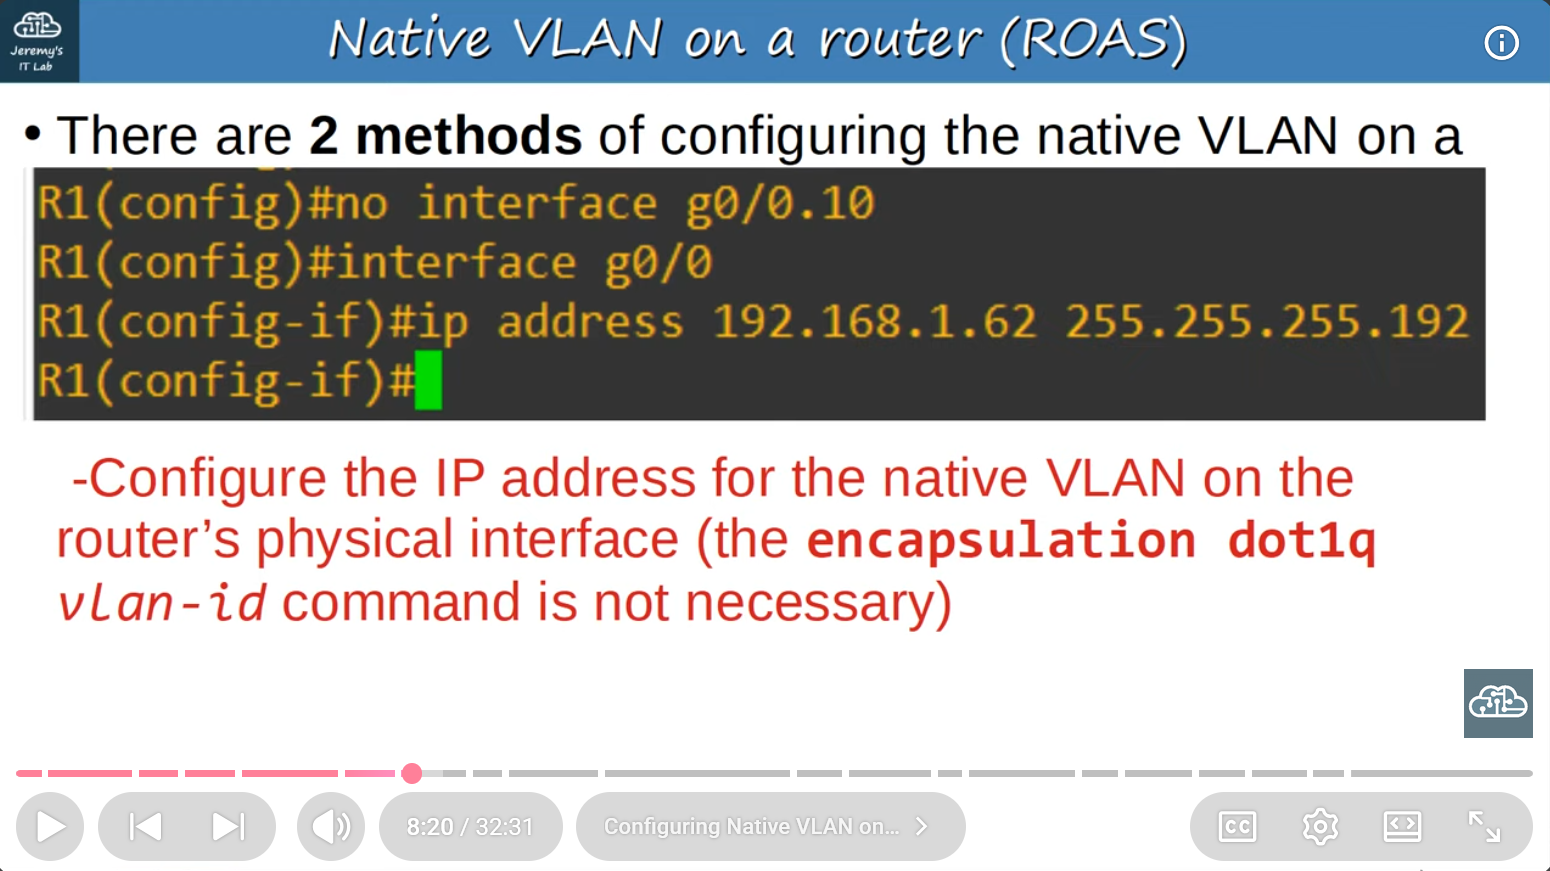 Jeremy's
IT Lab
Native VLAN on a router (ROAS)
• There are 2 methods of configuring the native VLAN on a
R1(config)#no interface g0/0.10
R1(config)#interface g0/0
R1(config-if)#ip address 192.168.1.62 255.255.255.192
R1(config-if)#
-Configure the IP address for the native VLAN on the
router’s physical interface (the encapsulation dot1q
vlan-id command is not necessary)
8:20 / 32:31
Configuring Native VLAN on...
CC